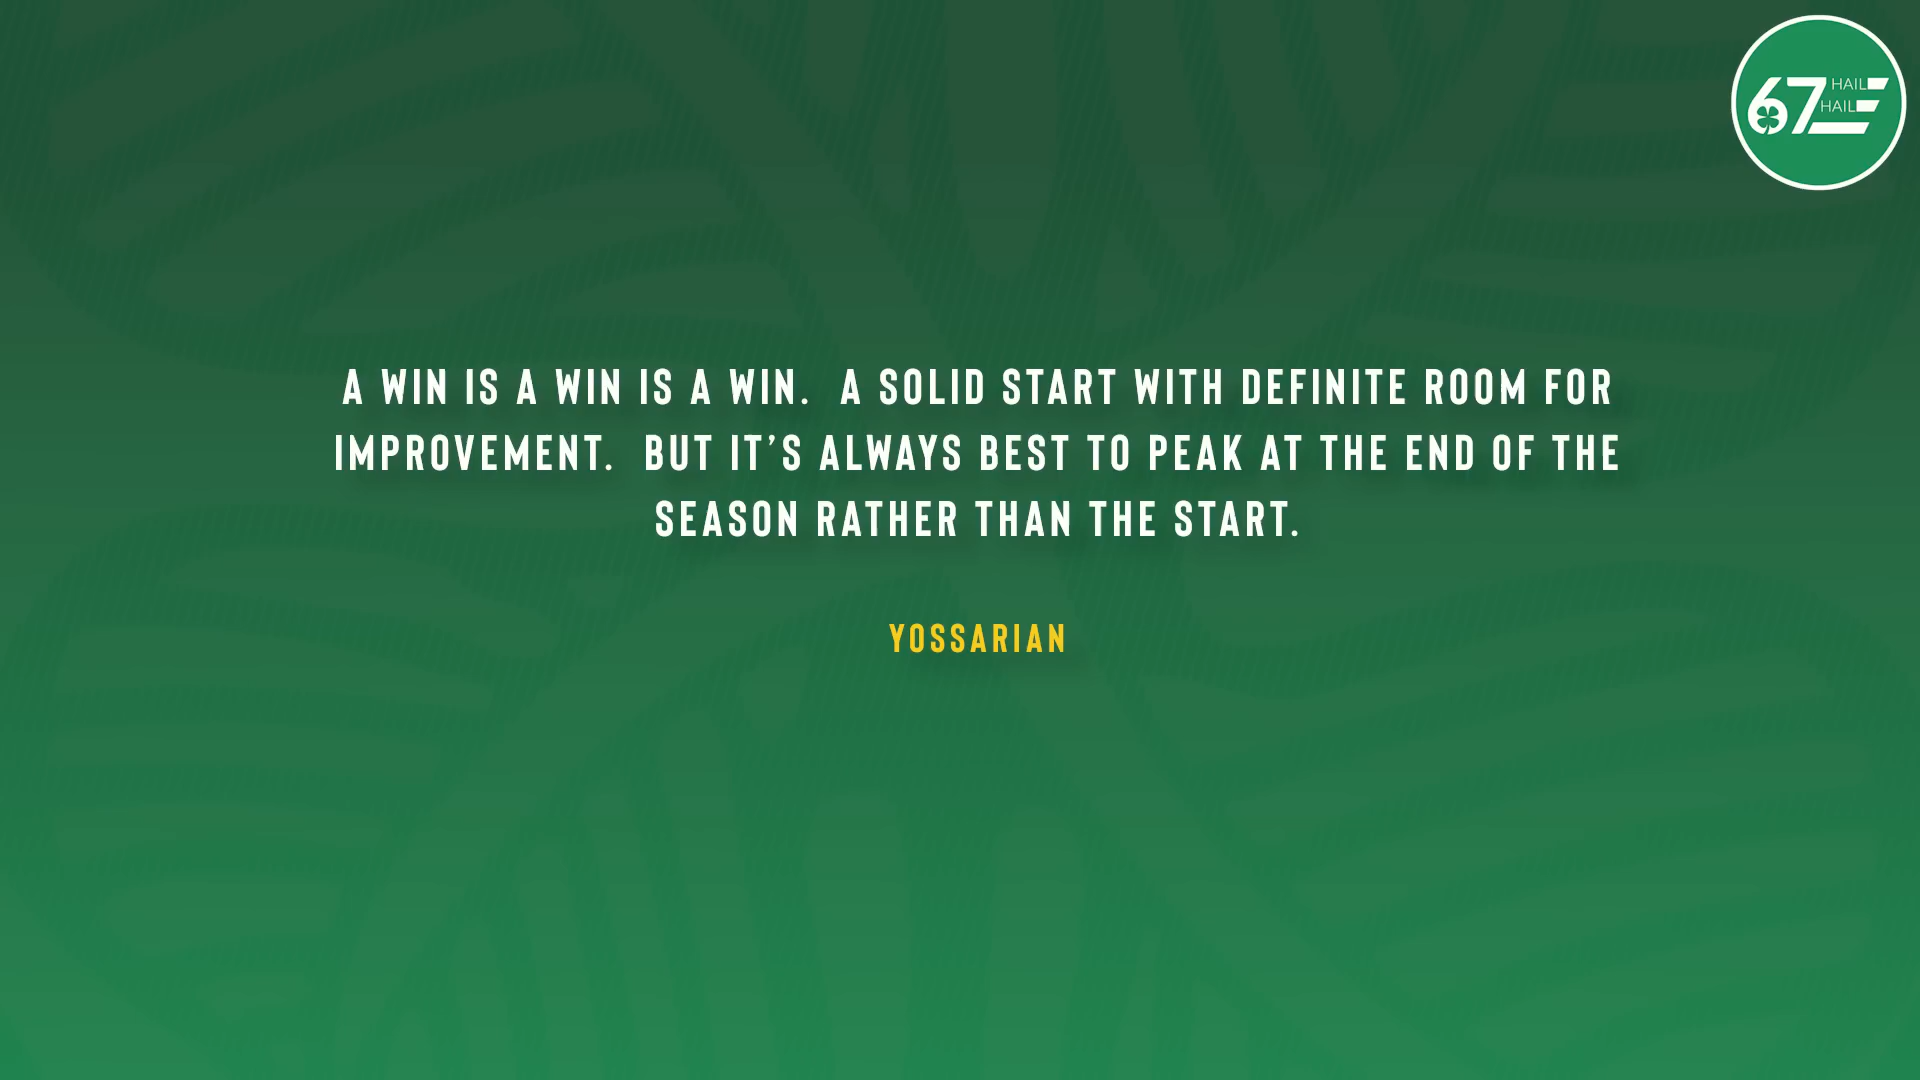 67 HAIL
HAIL
A WIN IS A WIN IS A WIN.  A SOLID START WITH DEFINITE ROOM FOR
IMPROVEMENT.  BUT IT’S ALWAYS BEST TO PEAK AT THE END OF THE
SEASON RATHER THAN THE START.
YOSSARIAN